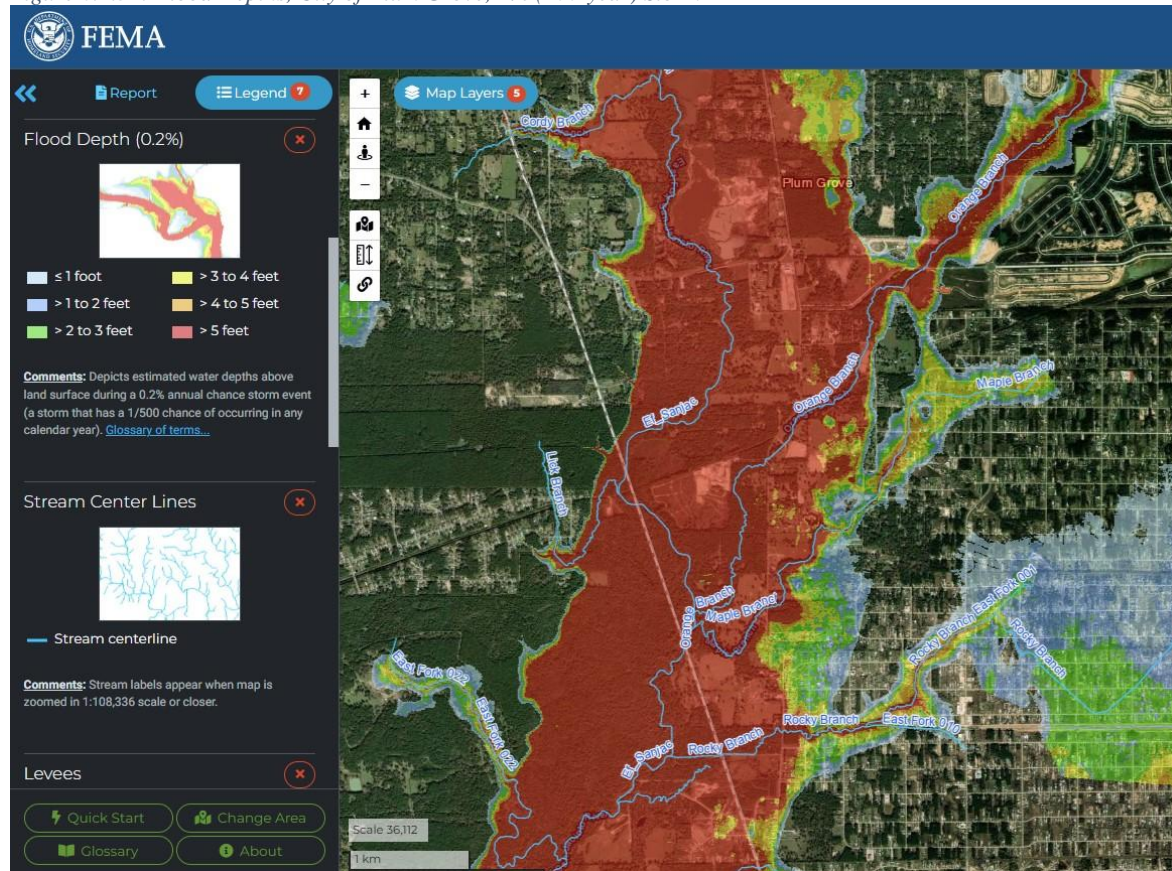 FEMA
Report
Legend 7
Flood Depth (0.2%)
≤ 1 foot
> 3 to 4 feet
> 1 to 2 feet
> 4 to 5 feet
> 2 to 3 feet
> 5 feet
Comments: Depicts estimated water depths above
land surface during a 0.2% annual chance storm event
(a storm that has a 1/500 chance of occurring in any
calendar year). Glossary of terms...
Stream Center Lines
Stream centerline
Comments: Stream labels appear when map is
zoomed in 1:108,336 scale or closer.
Levees
Quick Start
Change Area
Glossary
About
Map Layers 5
Cordy Branch
Plum Grove
Orange Branch
Maple Branch
Orange Branch
El_Sanjac
Lick Branch
Orange Branch
Maple Branc'
East Fork 022
East Fork 022
Rocky Branch East Fork 001
Rocky Branch
Rocky Branch
East Fork 010
El_Sanjac
Rocky Branch
Scale 36,112
1 km